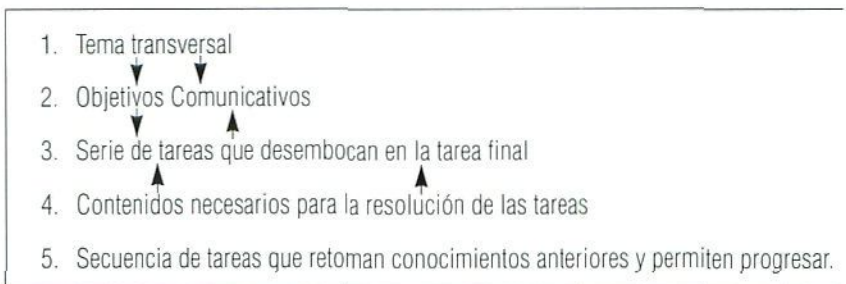 1. Tema transversal
2. Objetivos Comunicativos
3. Serie de tareas que desembocan en la tarea final
4. Contenidos necesarios para la resolución de las tareas
5. Secuencia de tareas que retoman conocimientos anteriores y permiten progresar.